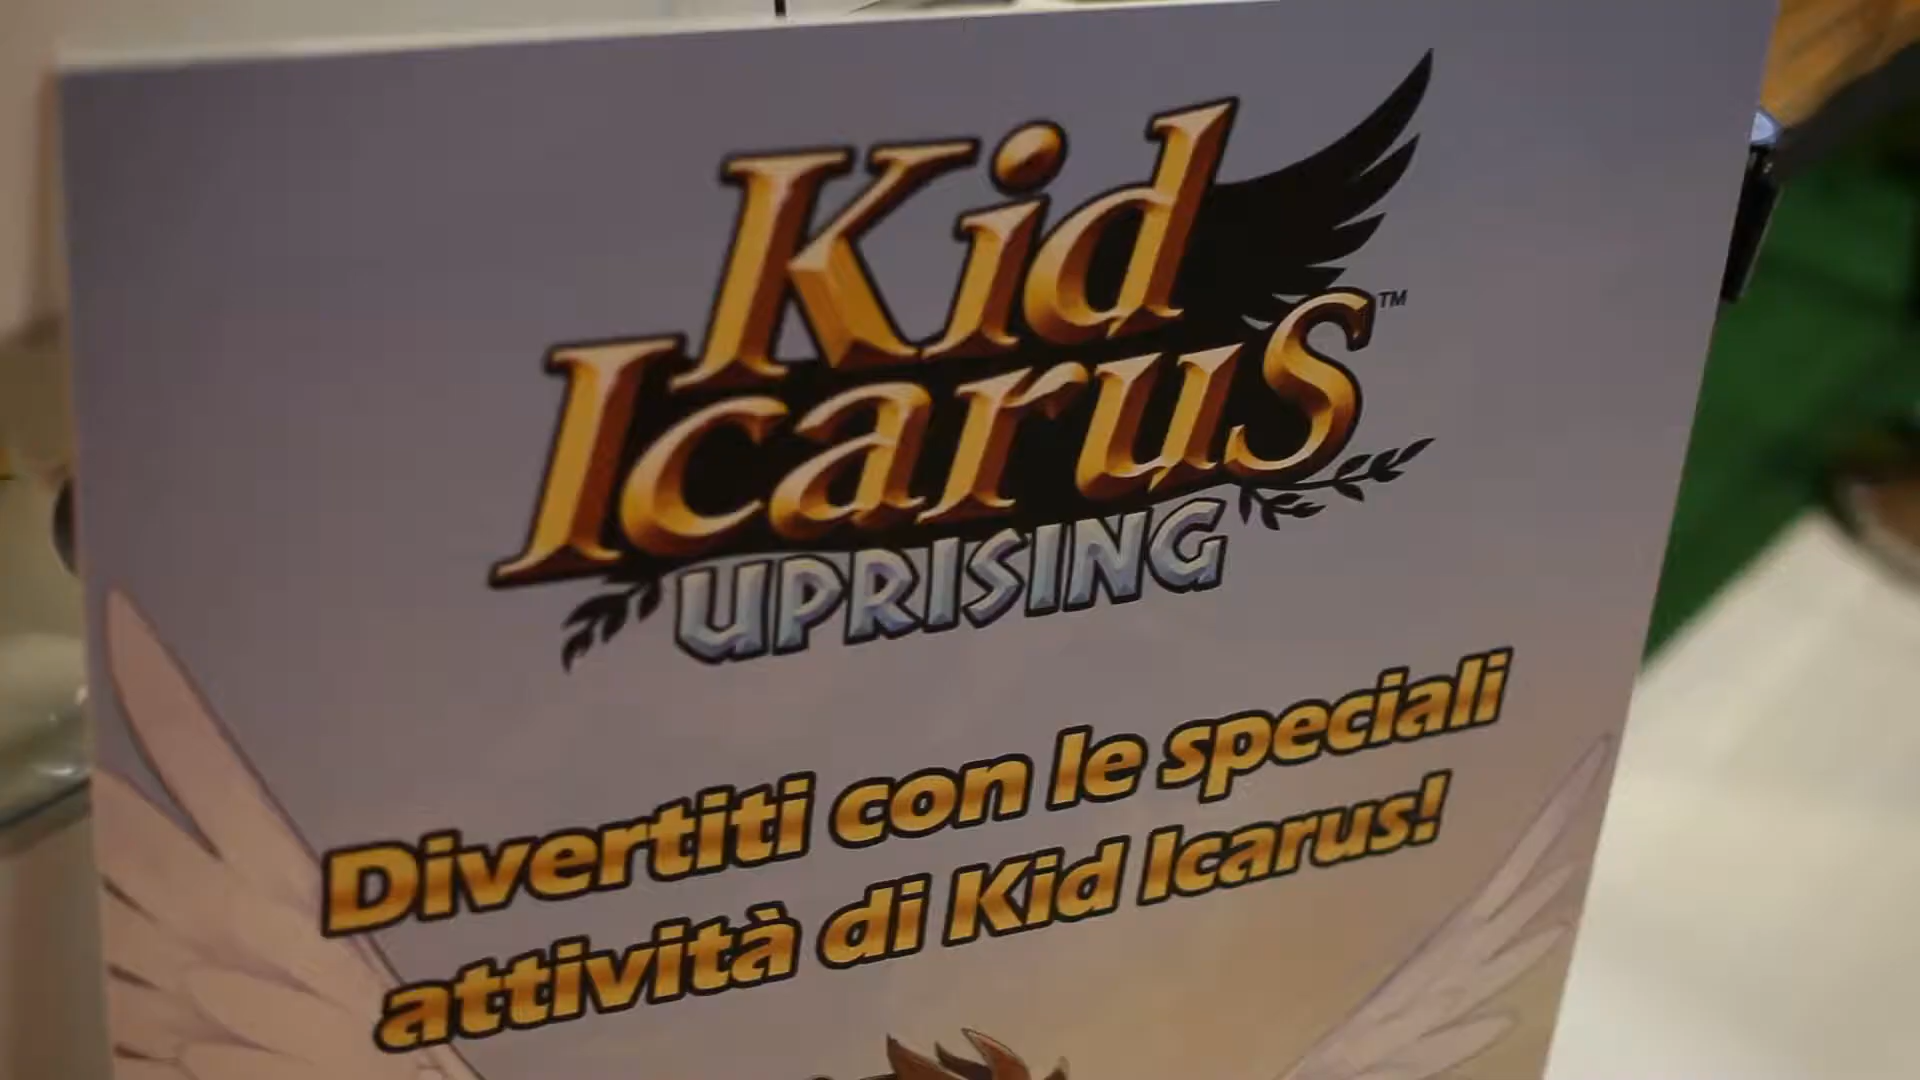 Kid
Icarus™
UPRISING
Divertiti con le speciali
attività di Kid Icarus!